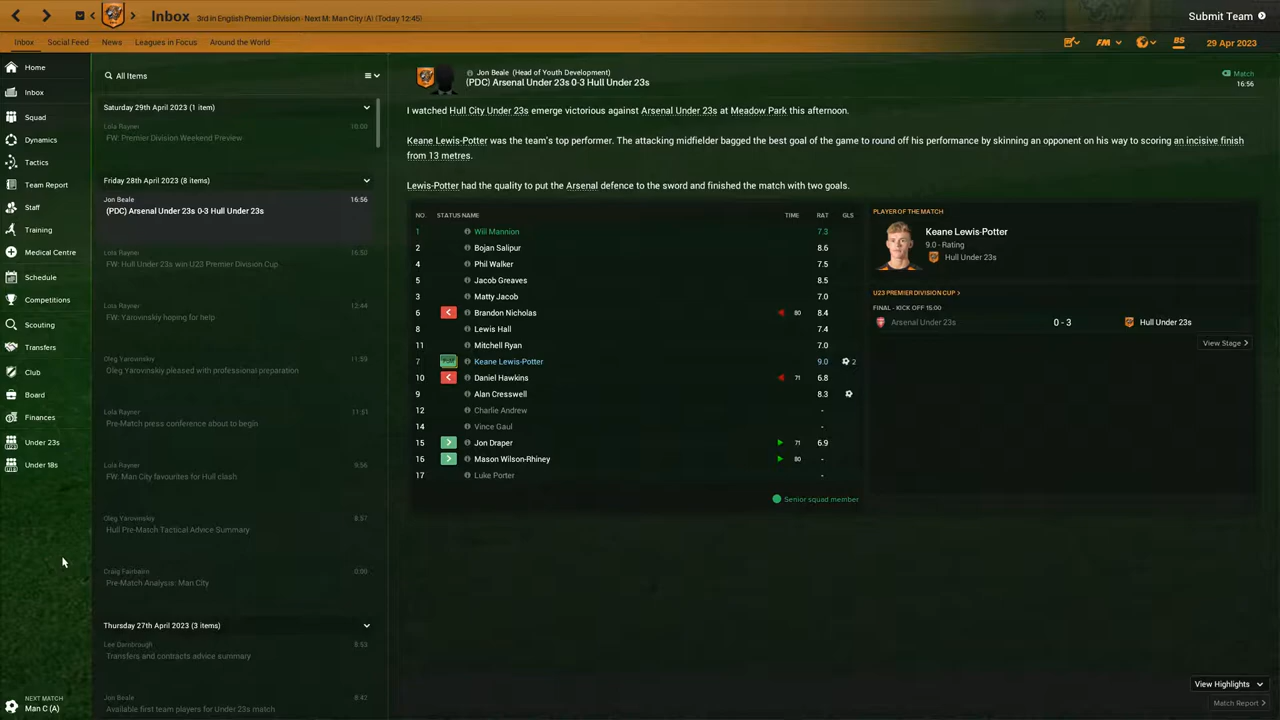 Inbox
3rd in English Premier Division - Next M: Man City (A) (Today 12:45)
Submit Team
Inbox
Social Feed
News
Leagues in Focus
Around the World
FM
BS
29 Apr 2023
Home
Inbox
Squad
Dynamics
Tactics
Team Report
Staff
Training
Medical Centre
Schedule
Competitions
Scouting
Transfers
Club
Board
Finances
Under 23s
Under 18s
NEXT MATCH
Man C (A)
All Items
Saturday 29th April 2023 (1 item)
Lola Rayner 10:00
FW: Premier Division Weekend Preview
Friday 28th April 2023 (8 items)
Jon Beale 16:56
(PDC) Arsenal Under 23s 0-3 Hull Under 23s
Lola Rayner 16:50
FW: Hull Under 23s win U23 Premier Division Cup
Lola Rayner 12:44
FW: Yarovinskiy hoping for help
Oleg Yarovinskiy 11:59
Oleg Yarovinskiy pleased with professional preparation
Lola Rayner 11:51
Pre-Match press conference about to begin
Lola Rayner 9:56
FW: Man City favourites for Hull clash
Oleg Yarovinskiy 8:57
Hull Pre-Match Tactical Advice Summary
Craig Fairbairn 0:09
Pre-Match Analysis: Man City
Thursday 27th April 2023 (3 items)
Lee Darnbrough 8:53
Transfers and contracts advice summary
Jon Beale 8:42
Available first team players for Under 23s match
Jon Beale (Head of Youth Development)
(PDC) Arsenal Under 23s 0-3 Hull Under 23s
Match
16:56
I watched Hull City Under 23s emerge victorious against Arsenal Under 23s at Meadow Park this afternoon.
Keane Lewis-Potter was the team's top performer. The attacking midfielder bagged the best goal of the game to round off his performance by skinning an opponent on his way to scoring an incisive finish
from 13 metres.
Lewis-Potter had the quality to put the Arsenal defence to the sword and finished the match with two goals.
NO. STATUS NAME TIME RAT GLS
1 Will Mannion 7.3
2 Bojan Salipur 8.6
4 Phil Walker 7.5
5 Jacob Greaves 8.5
3 Matty Jacob 7.0
6 Brandon Nicholas 80 8.4
8 Lewis Hall 7.4
11 Mitchell Ryan 7.0
7 Keane Lewis-Potter 9.0 2
10 Daniel Hawkins 71 6.8
9 Alan Cresswell 8.3
12 Charlie Andrew -
14 Vince Gaul -
15 Jon Draper 71 6.9
16 Mason Wilson-Rhiney 80 -
17 Luke Porter -
Senior squad member
PLAYER OF THE MATCH
Keane Lewis-Potter
9.0 - Rating
Hull Under 23s
U23 PREMIER DIVISION CUP >
FINAL - KICK OFF 15:00
Arsenal Under 23s 0 - 3 Hull Under 23s
View Stage >
View Highlights
Match Report >